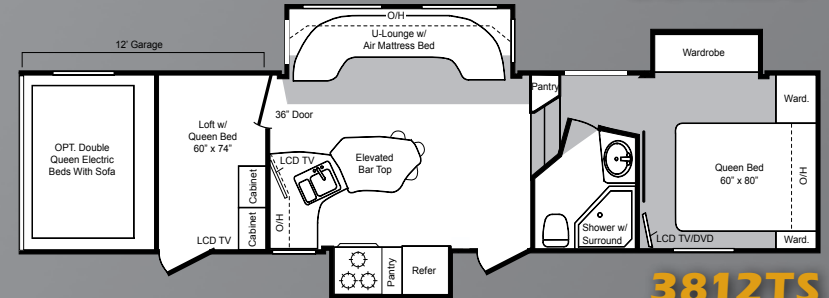 12' Garage
OPT. Double
Queen Electric
Beds With Sofa
Loft w/
Queen Bed
60" x 74"
LCD TV
Cabinet
Cabinet
36" Door
LCD TV
O/H
O/H
U-Lounge w/
Air Mattress Bed
Elevated
Bar Top
Pantry
Refer
Pantry
Shower w/
Surround
Wardrobe
Ward.
Queen Bed
60" x 80"
O/H
Ward.
LCD TV/DVD
3812TS